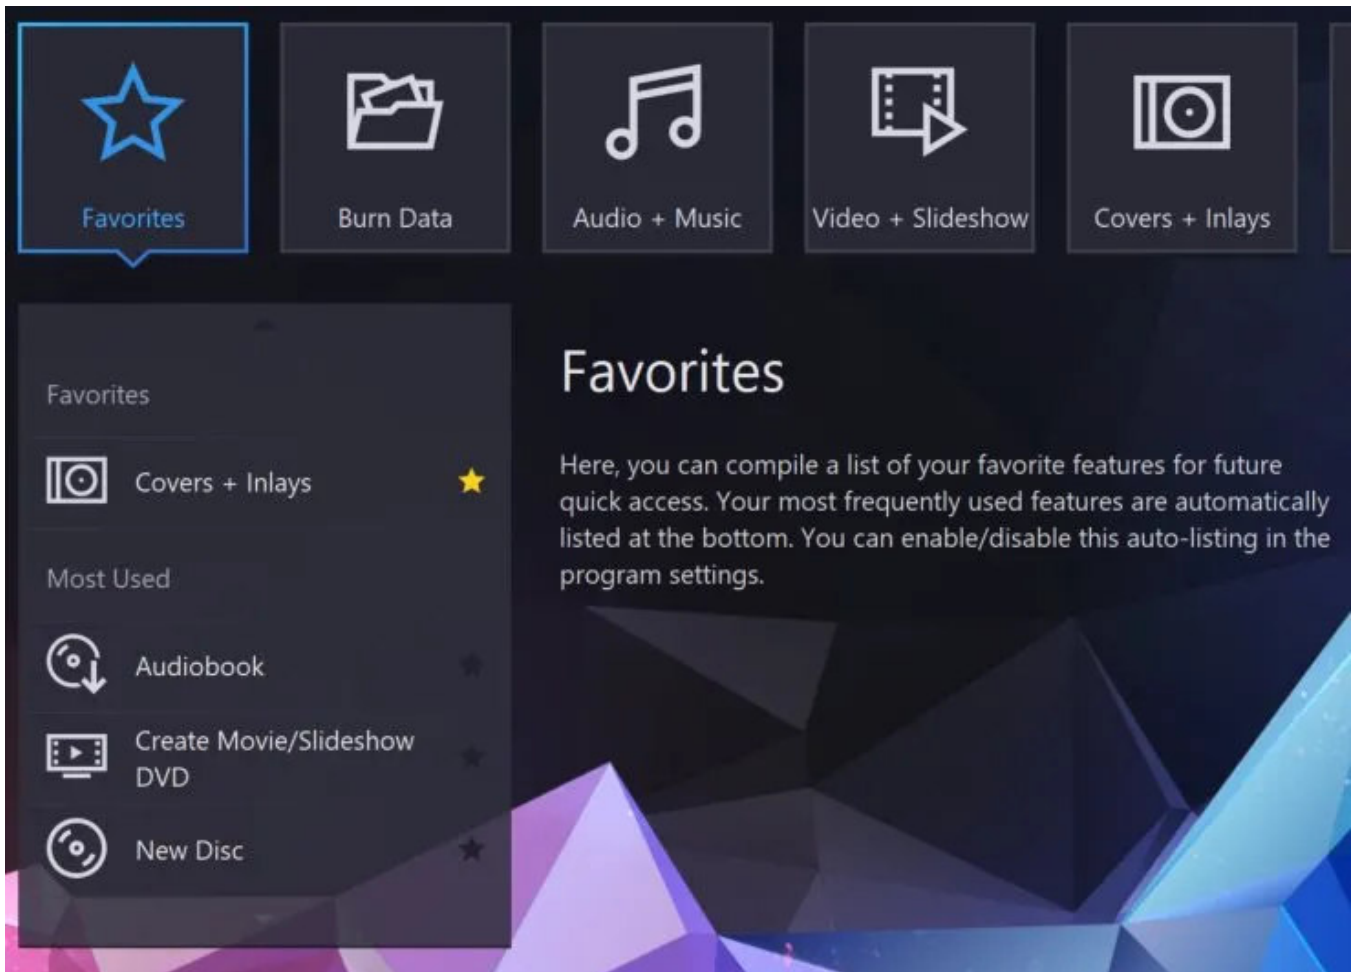 Favorites
Burn Data
Audio + Music
Video + Slideshow
Covers + Inlays
Favorites
Covers + Inlays
Most Used
Audiobook
Create Movie/Slideshow
DVD
New Disc
Favorites
Here, you can compile a list of your favorite features for future
quick access. Your most frequently used features are automatically
listed at the bottom. You can enable/disable this auto-listing in the
program settings.